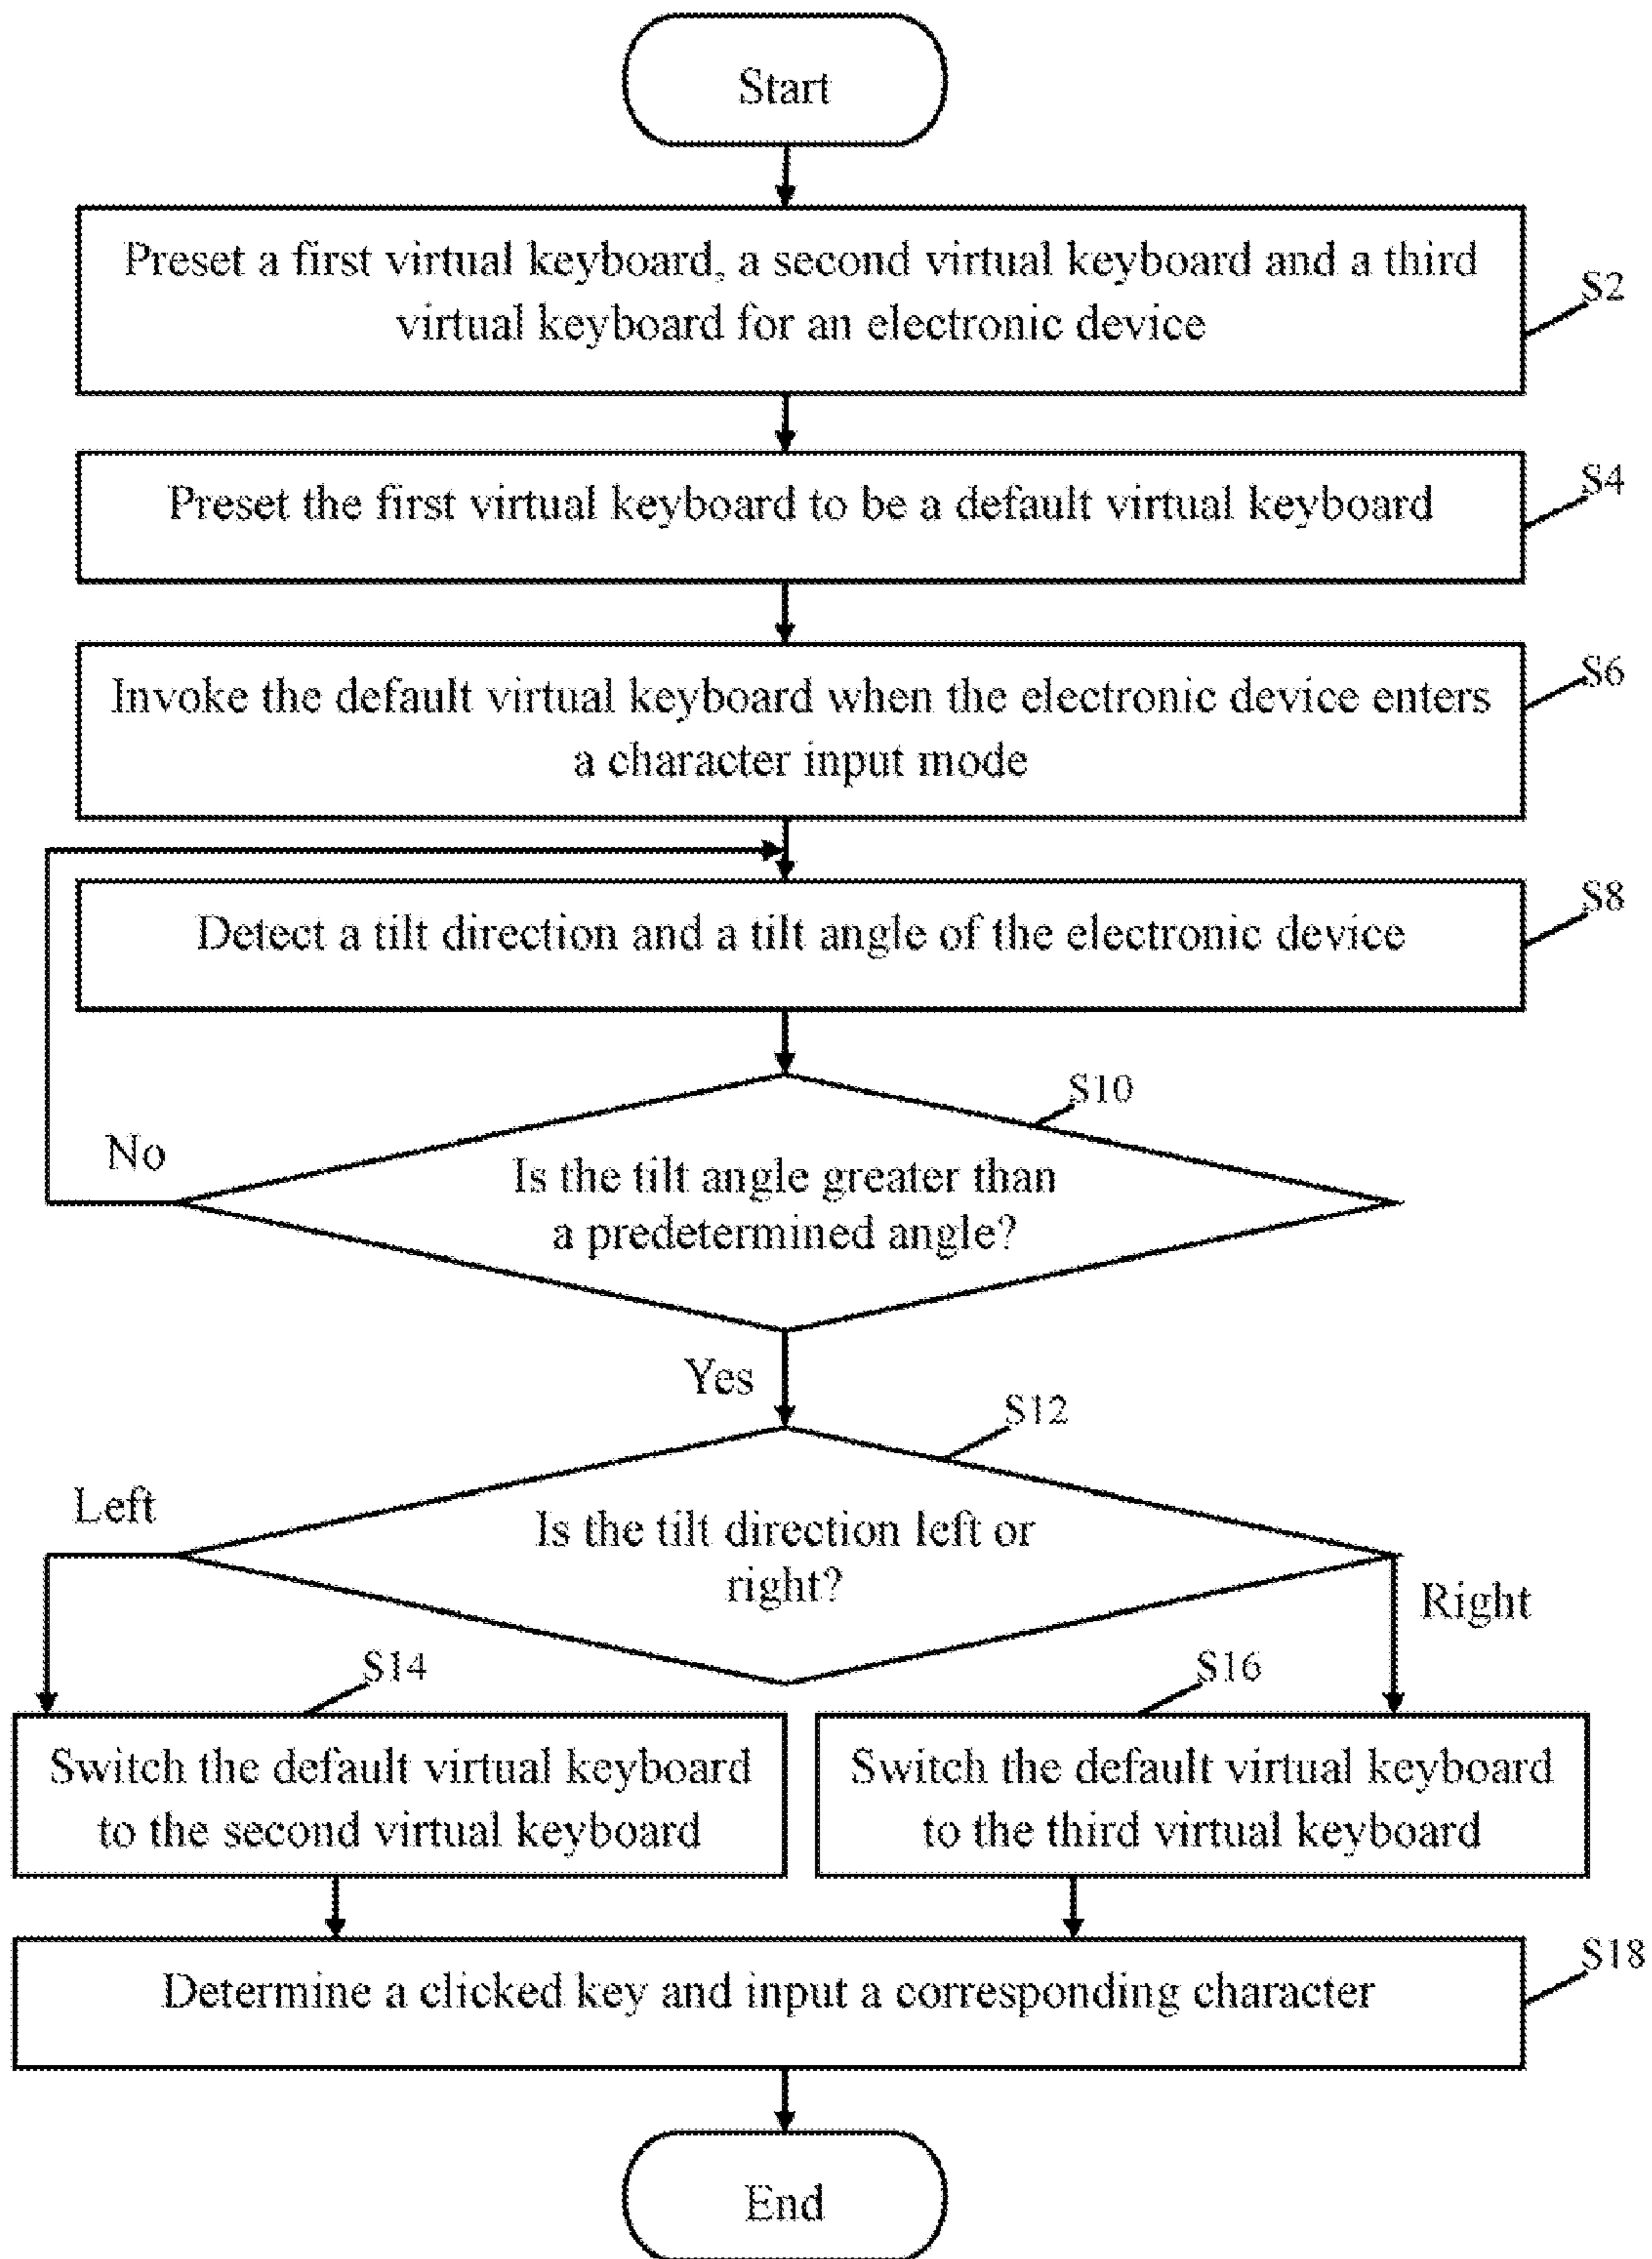 Start
Preset a first virtual keyboard, a second virtual keyboard and a third
virtual keyboard for an electronic device
S2
Preset the first virtual keyboard to be a default virtual keyboard
S4
Invoke the default virtual keyboard when the electronic device enters
a character input mode
S6
Detect a tilt direction and a tilt angle of the electronic device
S8
S10
No
Is the tilt angle greater than
a predetermined angle?
Yes
S12
Left
Is the tilt direction left or
right?
Right
S14
S16
Switch the default virtual keyboard
to the second virtual keyboard
Switch the default virtual keyboard
to the third virtual keyboard
Determine a clicked key and input a corresponding character
S18
End